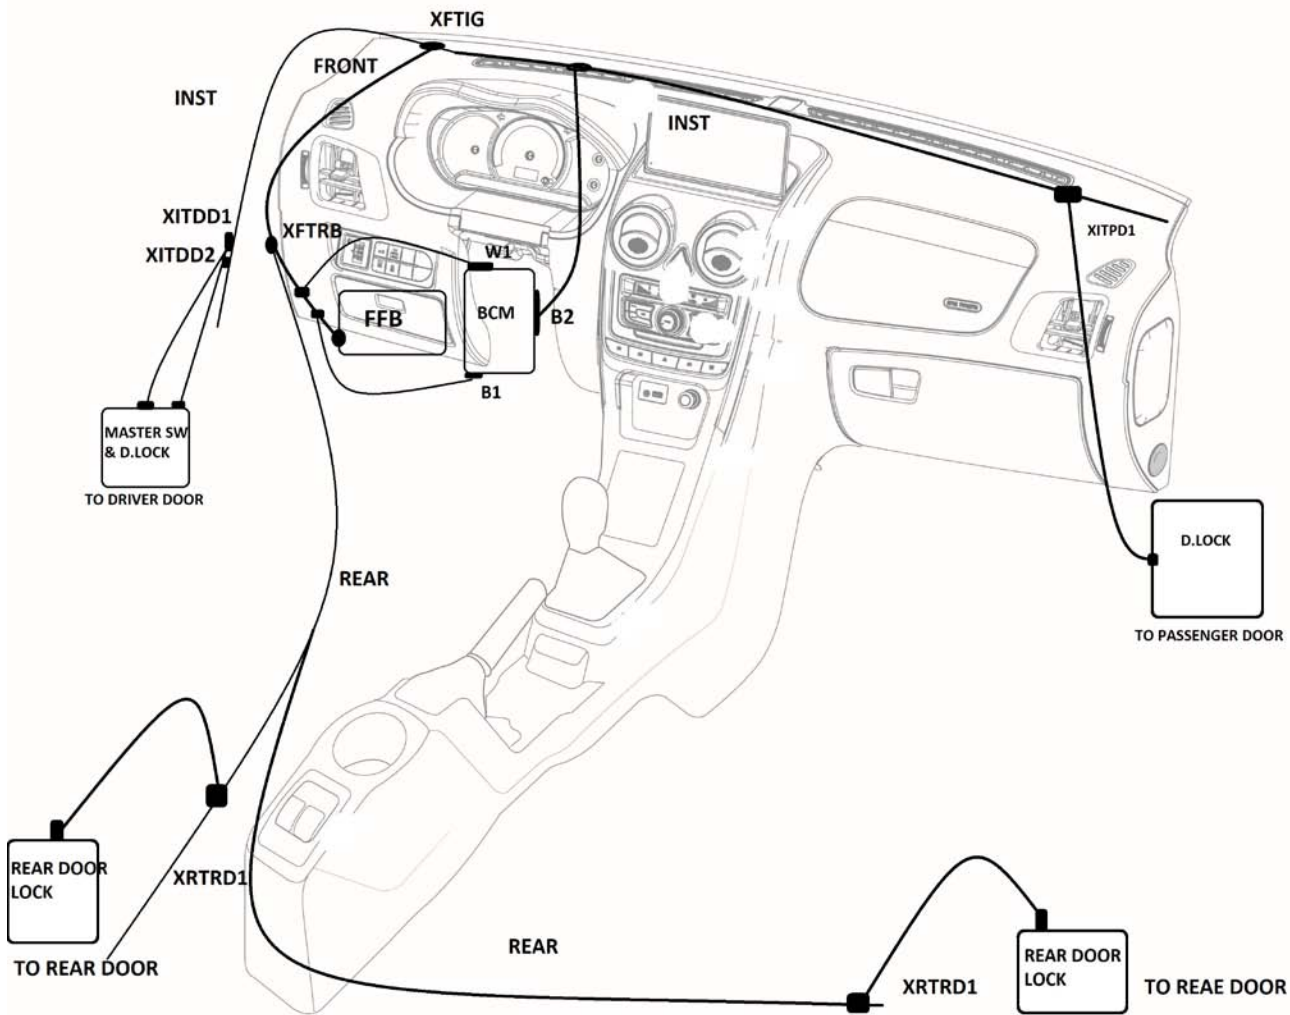 XFTIG
FRONT
INST
INST
XITDD1
XFTRB
XITPD1
XITDD2
W1
FFB
BCM
B2
B1
MASTER SW
& D.LOCK
TO DRIVER DOOR
D.LOCK
REAR
TO PASSENGER DOOR
REAR DOOR
LOCK
XRTRD1
TO REAR DOOR
REAR
REAR DOOR
LOCK
XRTRD1
TO REAE DOOR